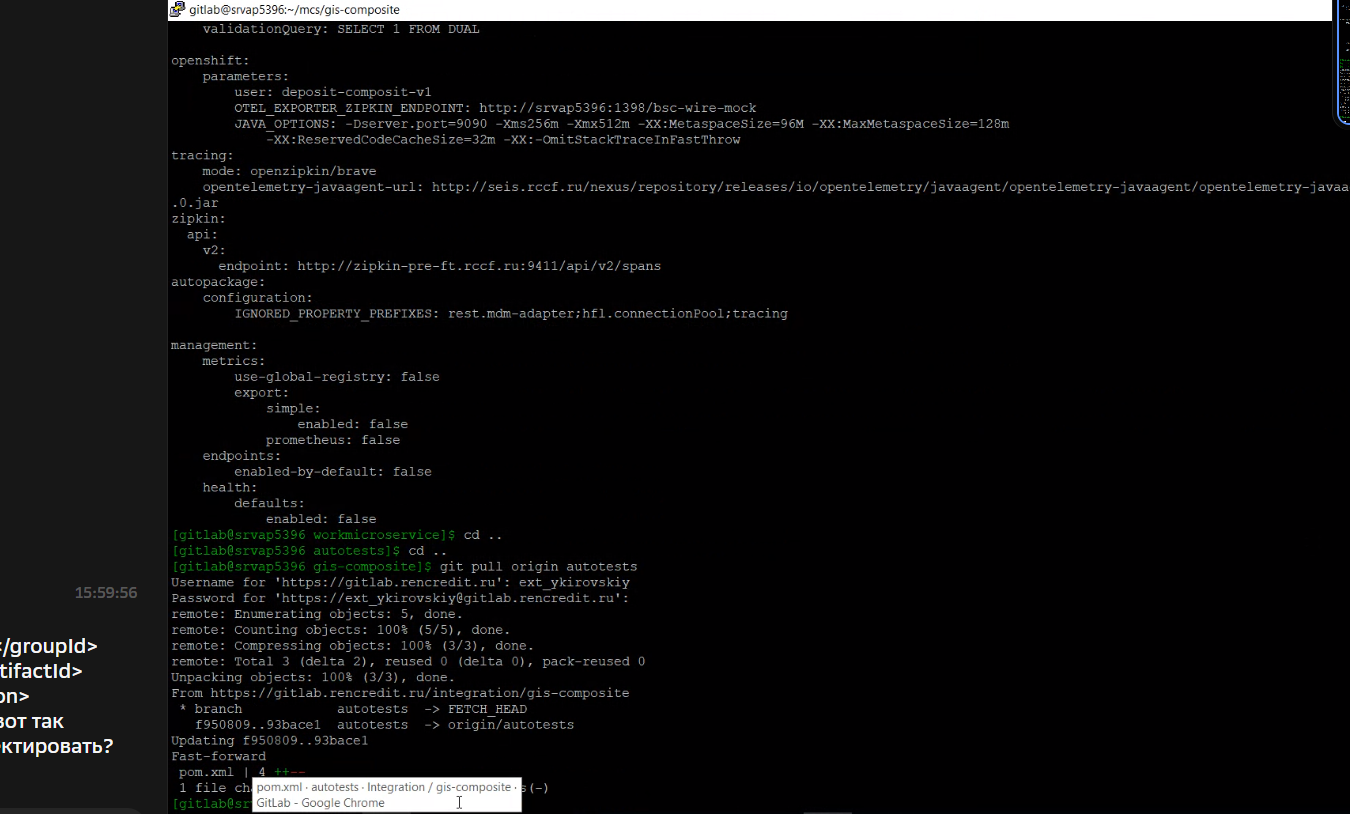 gitlab@srvap5396:~/mcs/gis-composite
validationQuery: SELECT 1 FROM DUAL
openshift:
parameters:
user: deposit-composit-v1
OTEL_EXPORTER_ZIPKIN_ENDPOINT: http://srvap5396:1398/bsc-wire-mock
JAVA_OPTIONS: -Dserver.port=9090 -Xms256m -Xmx512m -XX:MetaspaceSize=96M -XX:MaxMetaspaceSize=128m
-XX:ReservedCodeCacheSize=32m -XX:-OmitStackTraceInFastThrow
tracing:
mode: openzipkin/brave
opentelemetry-javaagent-url: http://seis.rccf.ru/nexus/repository/releases/io/opentelemetry/javaagent/opentelemetry-javaagent/opentelemetry-javaa
.0.jar
zipkin:
api:
v2:
endpoint: http://zipkin-pre-ft.rccf.ru:9411/api/v2/spans
autopackage:
configuration:
IGNORED_PROPERTY_PREFIXES: rest.mdm-adapter;hfl.connectionPool;tracing
management:
metrics:
use-global-registry: false
export:
simple:
enabled: false
prometheus: false
endpoints:
enabled-by-default: false
health:
defaults:
enabled: false
[gitlab@srvap5396 workmicroservice]$ cd ..
[gitlab@srvap5396 autotests]$ cd ..
[gitlab@srvap5396 gis-composite]$ git pull origin autotests
Username for 'https://gitlab.rencredit.ru': ext_ykirovskiy
Password for 'https://ext_ykirovskiy@gitlab.rencredit.ru':
remote: Enumerating objects: 5, done.
remote: Counting objects: 100% (5/5), done.
remote: Compressing objects: 100% (3/3), done.
remote: Total 3 (delta 2), reused 0 (delta 0), pack-reused 0
Unpacking objects: 100% (3/3), done.
From https://gitlab.rencredit.ru/integration/gis-composite
* branch autotests -> FETCH_HEAD
f950809..93bace1 autotests -> origin/autotests
Updating f950809..93bace1
Fast-forward
pom.xml | 4 ++--
1 file cha s(-)
[gitlab@sr
pom.xml · autotests · Integration / gis-composite ·
GitLab - Google Chrome
15:59:56
</groupId>
tifactId>
on>
вот так
ектировать?